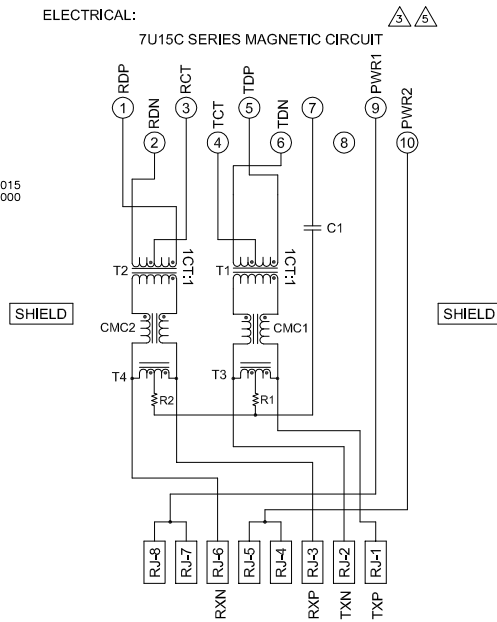 ELECTRICAL:
3 5
7U15C SERIES MAGNETIC CIRCUIT
RDP
RDN
RCT
TCT
TDP
TDN
PWR1
PWR2
1 3 5 7 9
2 4 6 8 10
015
000
C1
T2 1CT:1 T1 1CT:1
SHIELD
SHIELD
CMC2 CMC1
T4 T3
R2 R1
RJ-8 RJ-7 RJ-6 RJ-5 RJ-4 RJ-3 RJ-2 RJ-1
RXN RXP TXN TXP